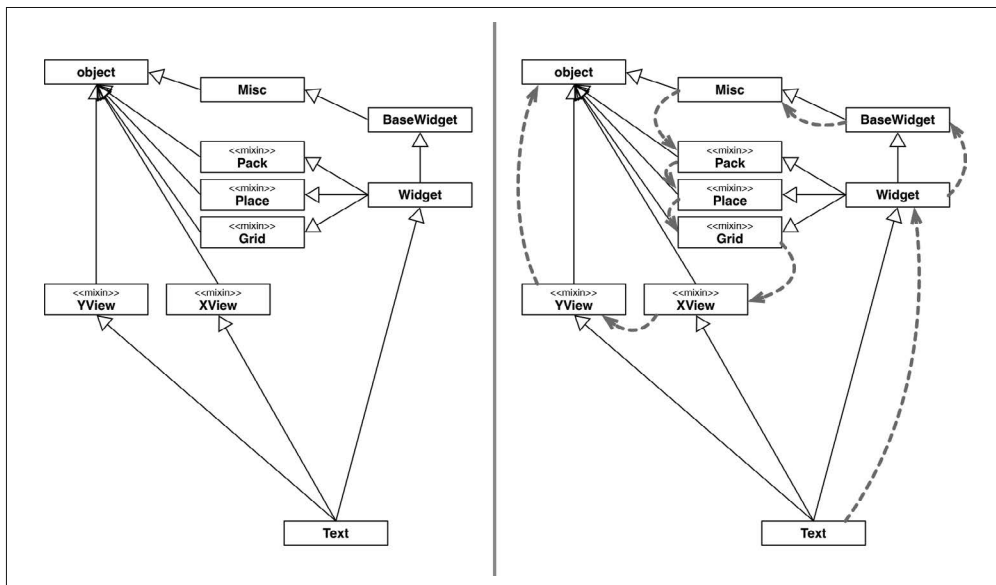 object
Misc
BaseWidget
<<mixin>>
Pack
<<mixin>>
Place
Widget
<<mixin>>
Grid
<<mixin>>
YView
<<mixin>>
XView
Text
object
Misc
BaseWidget
<<mixin>>
Pack
<<mixin>>
Place
Widget
<<mixin>>
Grid
<<mixin>>
YView
<<mixin>>
XView
Text